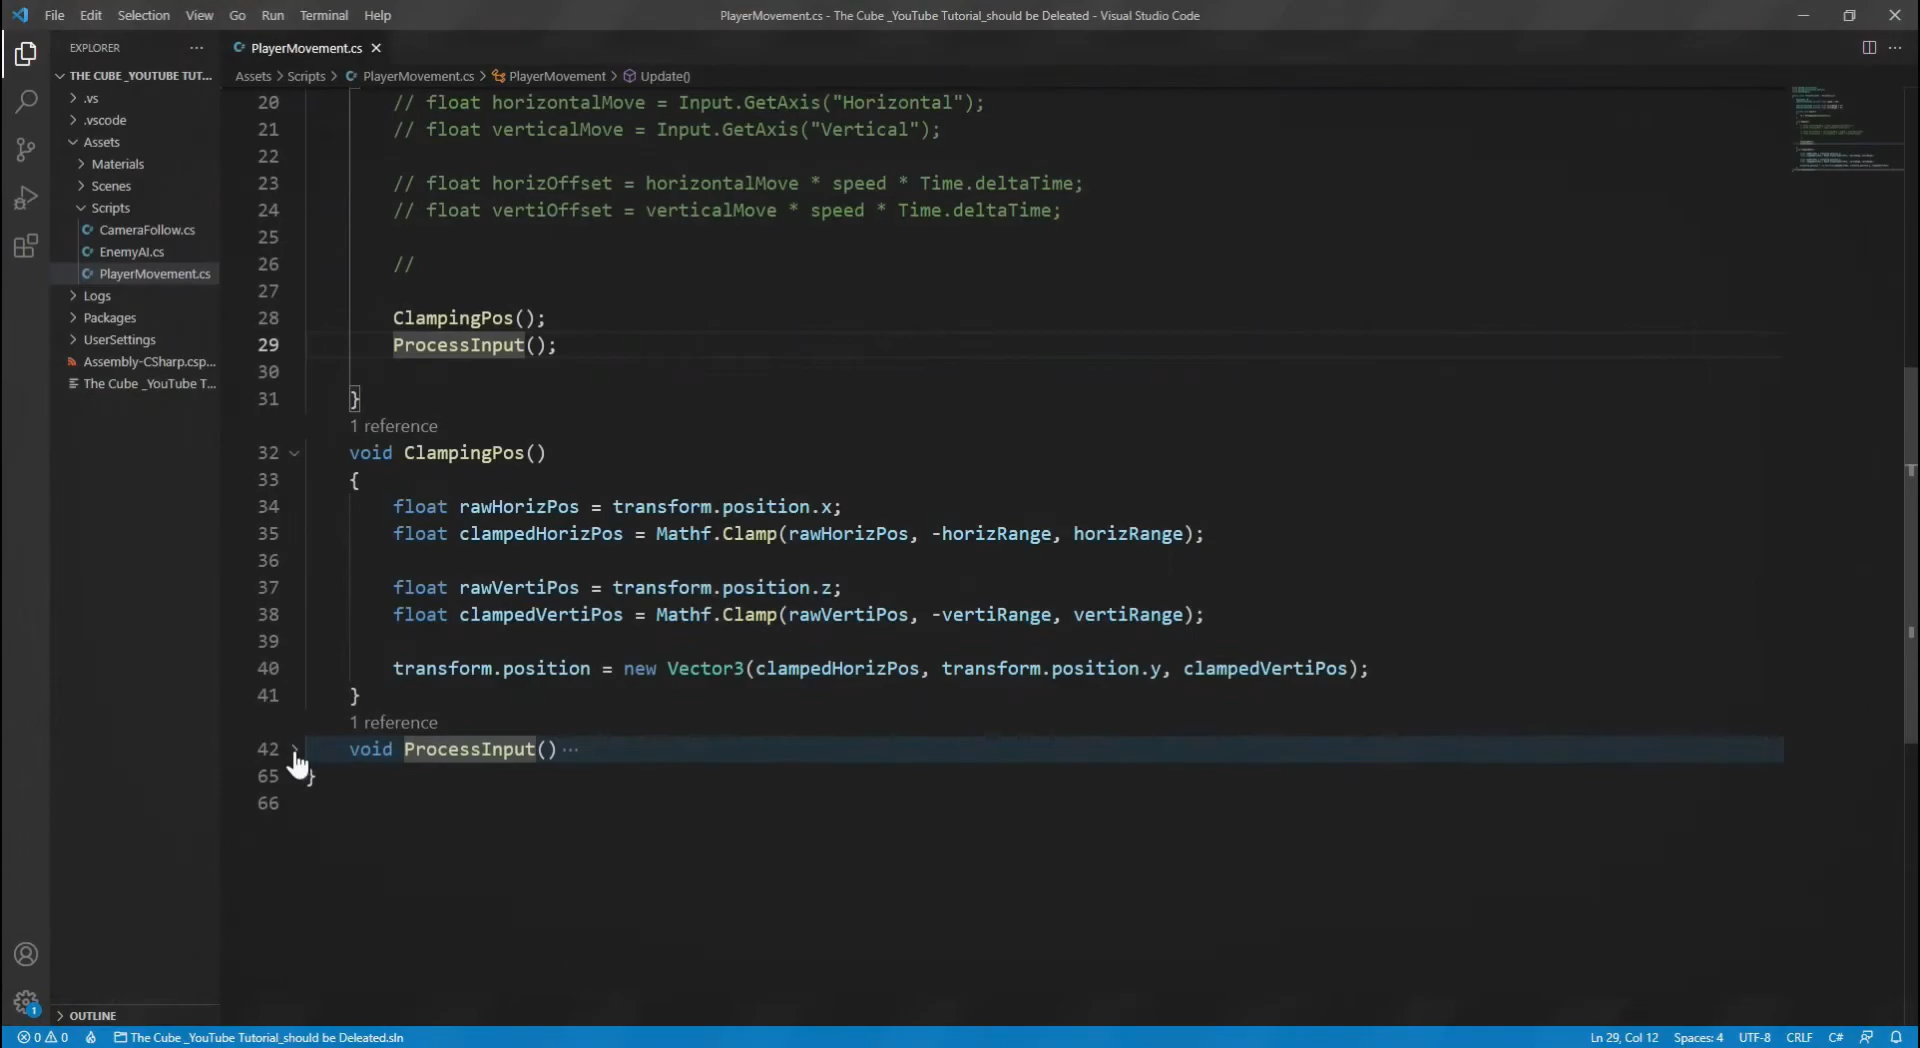 File Edit Selection View Go Run Terminal Help
PlayerMovement.cs - The Cube _YouTube Tutorial_should be Deleated - Visual Studio Code
EXPLORER ···
THE CUBE _YOUTUBE TUT...
.vs
.vscode
Assets
Materials
Scenes
Scripts
CameraFollow.cs
EnemyAI.cs
PlayerMovement.cs
Logs
Packages
UserSettings
Assembly-CSharp.csp...
The Cube _YouTube T...
OUTLINE
PlayerMovement.cs
Assets > Scripts > PlayerMovement.cs > PlayerMovement > Update()
20 // float horizontalMove = Input.GetAxis("Horizontal");
21 // float verticalMove = Input.GetAxis("Vertical");
22
23 // float horizOffset = horizontalMove * speed * Time.deltaTime;
24 // float vertiOffset = verticalMove * speed * Time.deltaTime;
25
26 //
27
28 ClampingPos();
29 ProcessInput();
30
31 }
1 reference
32 void ClampingPos()
33 {
34 float rawHorizPos = transform.position.x;
35 float clampedHorizPos = Mathf.Clamp(rawHorizPos, -horizRange, horizRange);
36
37 float rawVertiPos = transform.position.z;
38 float clampedVertiPos = Mathf.Clamp(rawVertiPos, -vertiRange, vertiRange);
39
40 transform.position = new Vector3(clampedHorizPos, transform.position.y, clampedVertiPos);
41 }
1 reference
42 void ProcessInput() ···
65 }
66
1
0 0 The Cube _YouTube Tutorial_should be Deleated.sln
Ln 29, Col 12 Spaces: 4 UTF-8 CRLF C#